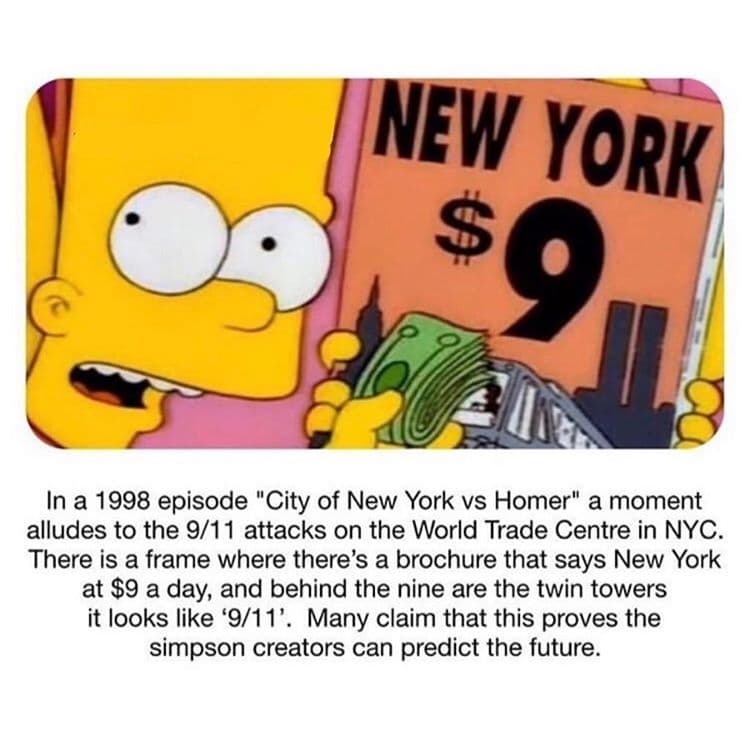 NEW YORK
$9
In a 1998 episode "City of New York vs Homer" a moment
alludes to the 9/11 attacks on the World Trade Centre in NYC.
There is a frame where there’s a brochure that says New York
at $9 a day, and behind the nine are the twin towers
it looks like ‘9/11’.  Many claim that this proves the
simpson creators can predict the future.